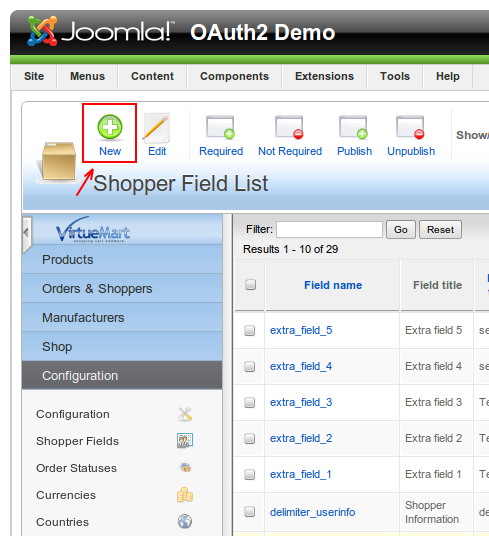 Joomla! OAuth2 Demo
Site Menus Content Components Extensions Tools Help
New Edit Required Not Required Publish Unpublish Show/
Shopper Field List
VirtueMart
shopping cart software
Products
Orders & Shoppers
Manufacturers
Shop
Configuration
Configuration
Shopper Fields
Order Statuses
Currencies
Countries
Filter: Go Reset
Results 1 - 10 of 29
Field name Field title
extra_field_5 Extra field 5 se
extra_field_4 Extra field 4 se
extra_field_3 Extra field 3 Te
extra_field_2 Extra field 2 Te
extra_field_1 Extra field 1 Te
delimiter_userinfo Shopper Information de